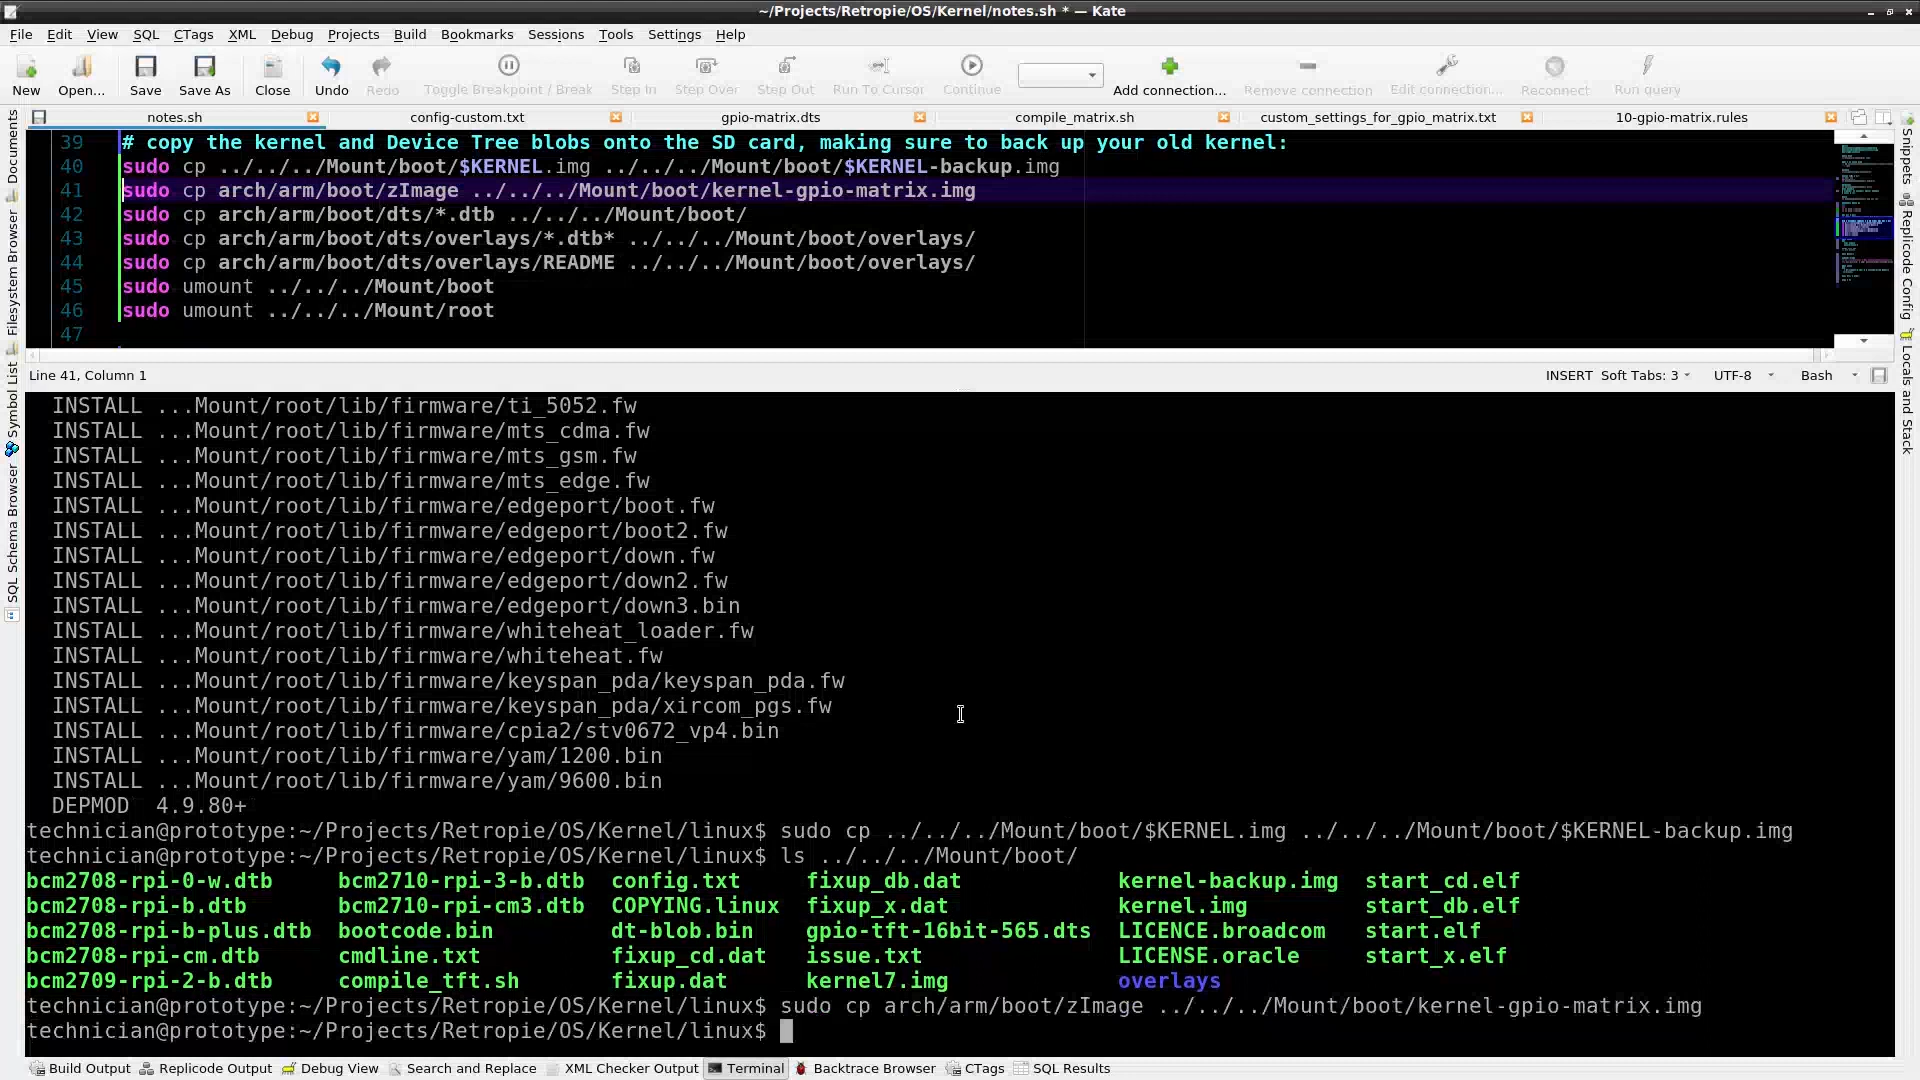 ~/Projects/Retropie/OS/Kernel/notes.sh * — Kate
File Edit View SQL CTags XML Debug Projects Build Bookmarks Sessions Tools Settings Help
New Open... Save Save As Close Undo Redo Toggle Breakpoint / Break Step In Step Over Step Out Run To Cursor Continue Add connection... Remove connection Edit connection... Reconnect Run query
notes.sh config-custom.txt gpio-matrix.dts compile_matrix.sh custom_settings_for_gpio_matrix.txt 10-gpio-matrix.rules
Documents
Filesystem Browser
Symbol List
SQL Schema Browser
39 # copy the kernel and Device Tree blobs onto the SD card, making sure to back up your old kernel:
40 sudo cp ../../../Mount/boot/$KERNEL.img ../../../Mount/boot/$KERNEL-backup.img
41 sudo cp arch/arm/boot/zImage ../../../Mount/boot/kernel-gpio-matrix.img
42 sudo cp arch/arm/boot/dts/*.dtb ../../../Mount/boot/
43 sudo cp arch/arm/boot/dts/overlays/*.dtb* ../../../Mount/boot/overlays/
44 sudo cp arch/arm/boot/dts/overlays/README ../../../Mount/boot/overlays/
45 sudo umount ../../../Mount/boot
46 sudo umount ../../../Mount/root
47
Snippets
Replicode Config
Locals and Stack
Line 41, Column 1 INSERT Soft Tabs: 3 UTF-8 Bash
INSTALL ...Mount/root/lib/firmware/ti_5052.fw
INSTALL ...Mount/root/lib/firmware/mts_cdma.fw
INSTALL ...Mount/root/lib/firmware/mts_gsm.fw
INSTALL ...Mount/root/lib/firmware/mts_edge.fw
INSTALL ...Mount/root/lib/firmware/edgeport/boot.fw
INSTALL ...Mount/root/lib/firmware/edgeport/boot2.fw
INSTALL ...Mount/root/lib/firmware/edgeport/down.fw
INSTALL ...Mount/root/lib/firmware/edgeport/down2.fw
INSTALL ...Mount/root/lib/firmware/edgeport/down3.bin
INSTALL ...Mount/root/lib/firmware/whiteheat_loader.fw
INSTALL ...Mount/root/lib/firmware/whiteheat.fw
INSTALL ...Mount/root/lib/firmware/keyspan_pda/keyspan_pda.fw
INSTALL ...Mount/root/lib/firmware/keyspan_pda/xircom_pgs.fw
INSTALL ...Mount/root/lib/firmware/cpia2/stv0672_vp4.bin
INSTALL ...Mount/root/lib/firmware/yam/1200.bin
INSTALL ...Mount/root/lib/firmware/yam/9600.bin
DEPMOD 4.9.80+
technician@prototype:~/Projects/Retropie/OS/Kernel/linux$ sudo cp ../../../Mount/boot/$KERNEL.img ../../../Mount/boot/$KERNEL-backup.img
technician@prototype:~/Projects/Retropie/OS/Kernel/linux$ ls ../../../Mount/boot/
bcm2708-rpi-0-w.dtb bcm2710-rpi-3-b.dtb config.txt fixup_db.dat kernel-backup.img start_cd.elf
bcm2708-rpi-b.dtb bcm2710-rpi-cm3.dtb COPYING.linux fixup_x.dat kernel.img start_db.elf
bcm2708-rpi-b-plus.dtb bootcode.bin dt-blob.bin gpio-tft-16bit-565.dts LICENCE.broadcom start.elf
bcm2708-rpi-cm.dtb cmdline.txt fixup_cd.dat issue.txt LICENSE.oracle start_x.elf
bcm2709-rpi-2-b.dtb compile_tft.sh fixup.dat kernel7.img overlays
technician@prototype:~/Projects/Retropie/OS/Kernel/linux$ sudo cp arch/arm/boot/zImage ../../../Mount/boot/kernel-gpio-matrix.img
technician@prototype:~/Projects/Retropie/OS/Kernel/linux$
Build Output Replicode Output Debug View Search and Replace XML Checker Output Terminal Backtrace Browser CTags SQL Results